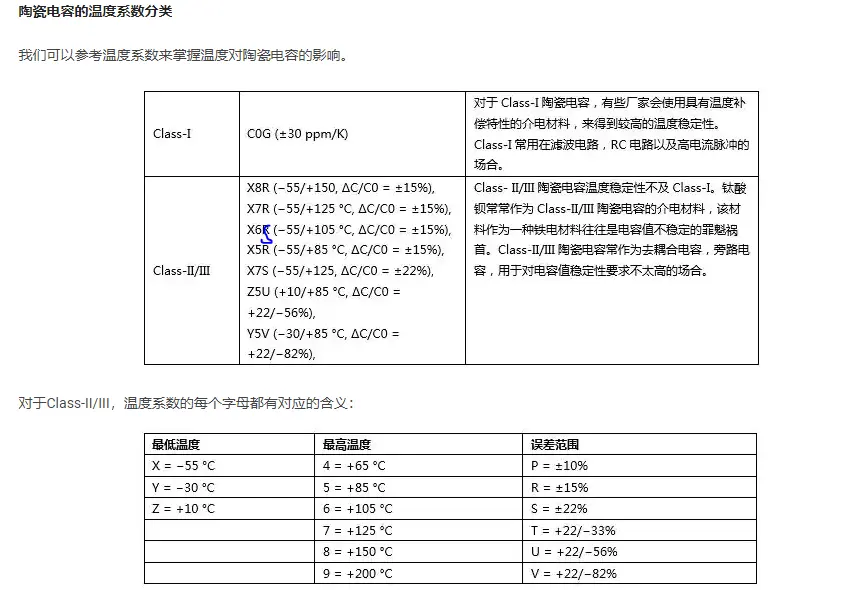 陶瓷电容的温度系数分类
我们可以参考温度系数来掌握温度对陶瓷电容的影响。
Class-I
C0G (±30 ppm/K)
对于 Class-I 陶瓷电容，有些厂家会使用具有温度补
偿特性的介电材料，来得到较高的温度稳定性。
Class-I 常用在滤波电路，RC 电路以及高电流脉冲的
场合。
Class-II/III
X8R (−55/+150, ΔC/C0 = ±15%),
X7R (−55/+125 °C, ΔC/C0 = ±15%),
X6R (−55/+105 °C, ΔC/C0 = ±15%),
X5R (−55/+85 °C, ΔC/C0 = ±15%),
X7S (−55/+125, ΔC/C0 = ±22%),
Z5U (+10/+85 °C, ΔC/C0 =
+22/−56%),
Y5V (−30/+85 °C, ΔC/C0 =
+22/−82%),
Class- II/III 陶瓷电容温度稳定性不及 Class-I。钛酸
钡常常作为 Class-II/III 陶瓷电容的介电材料，该材
料作为一种铁电材料往往是电容值不稳定的罪魁祸
首。Class-II/III 陶瓷电容常作为去耦合电容，旁路电
容，用于对电容值稳定性要求不太高的场合。
对于Class-II/III，温度系数的每个字母都有对应的含义：
最低温度 最高温度 误差范围
X = −55 °C 4 = +65 °C P = ±10%
Y = −30 °C 5 = +85 °C R = ±15%
Z = +10 °C 6 = +105 °C S = ±22%
7 = +125 °C T = +22/−33%
8 = +150 °C U = +22/−56%
9 = +200 °C V = +22/−82%